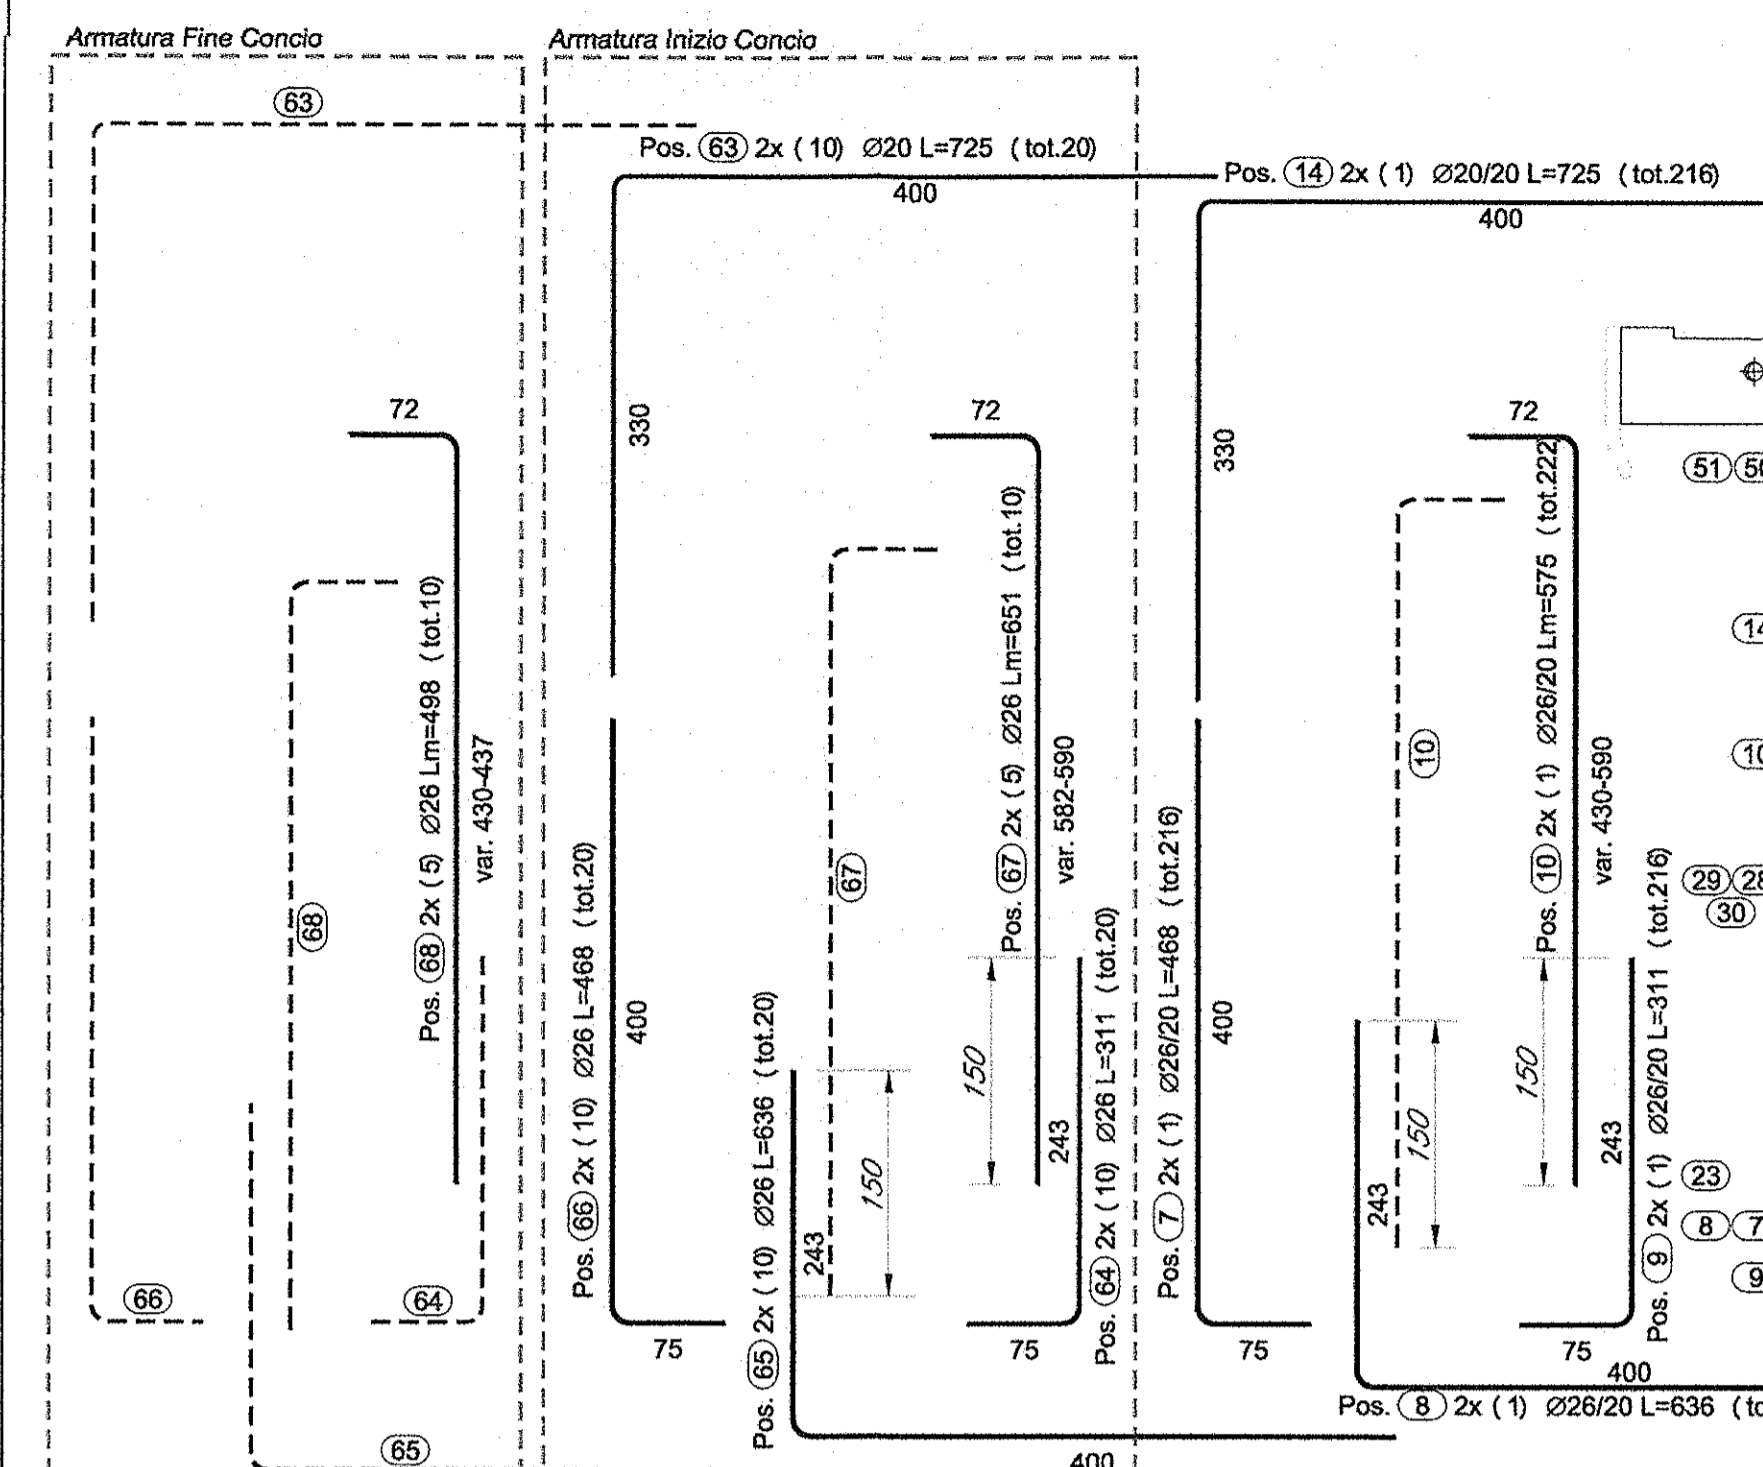 Armatura Fine Concio
Armatura Inizio Concio
63
Pos. 63 2x (10) Ø20 L=725 (tot.20)
400
Pos. 14 2x (1) Ø20/20 L=725 (tot.216)
400
330
330
72
72
72
51
14
10
29
28
30
23
8
7
9
68
Pos. 68 2x (5) Ø26 Lm=498 (tot.10)
var. 430-437
66
64
65
Pos. 66 2x (10) Ø26 L=468 (tot.20)
400
75
67
Pos. 67 2x (5) Ø26 Lm=651 (tot.10)
var. 582-590
Pos. 65 2x (10) Ø26 L=636 (tot.20)
243
150
150
243
75
Pos. 64 2x (10) Ø26 L=311 (tot.20)
400
Pos. 7 2x (1) Ø26/20 L=468 (tot.216)
400
75
10
Pos. 10 2x (1) Ø26/20 Lm=575 (tot.222
var. 430-590
243
150
150
243
75
Pos. 9 2x (1) Ø26/20 L=311 (tot.216)
400
Pos. 8 2x (1) Ø26/20 L=636